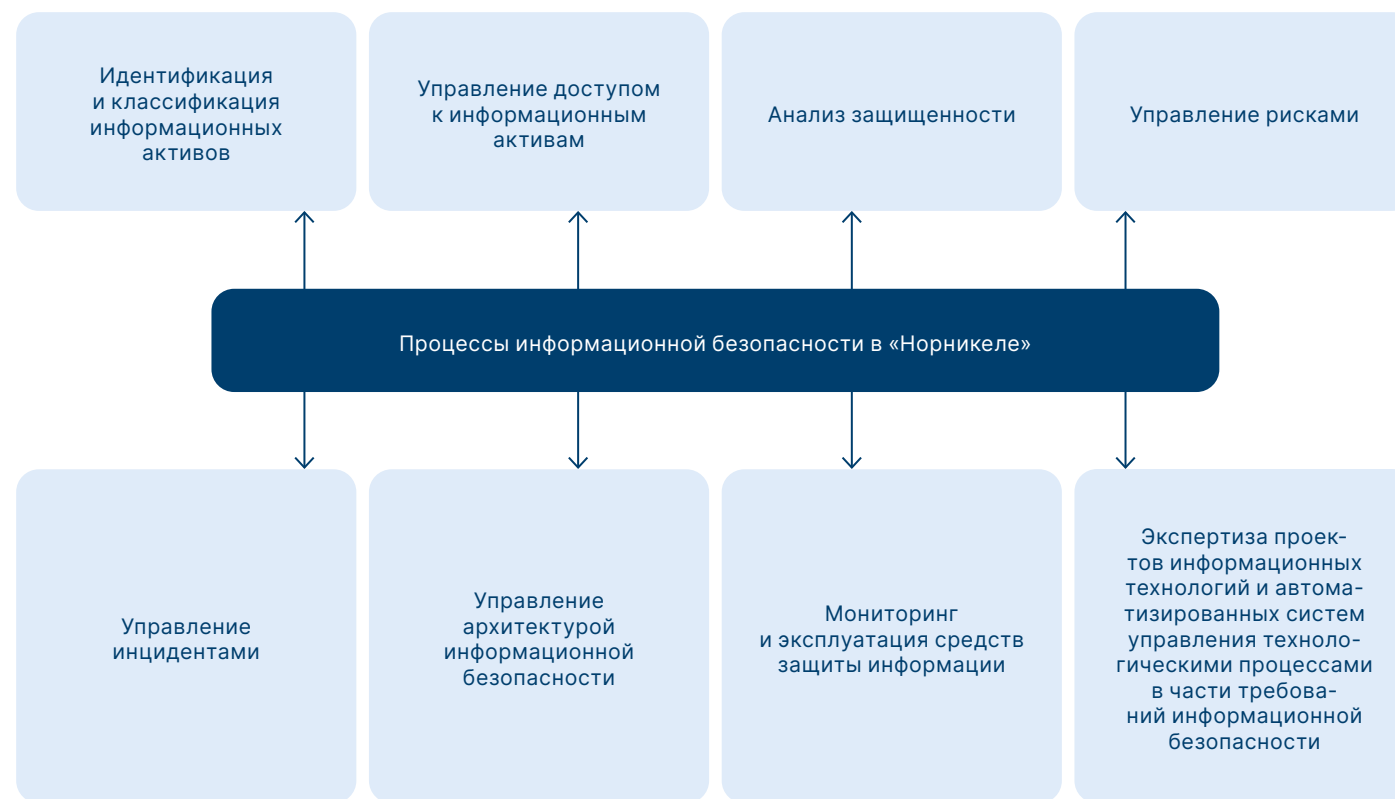 Идентификация
и классификация
информационных
активов
Управление доступом
к информационным
активам
Анализ защищенности
Управление рисками
Процессы информационной безопасности в «Норникеле»
Управление
инцидентами
Управление
архитектурой
информационной
безопасности
Мониторинг
и эксплуатация средств
защиты информации
Экспертиза проек-
тов информационных
технологий и автома-
тизированных систем
управления техноло-
гическими процессами
в части требова-
ний информационной
безопасности